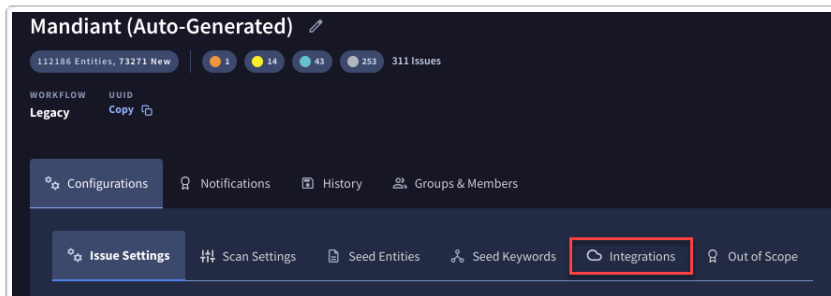 Mandiant (Auto-Generated)
112186 Entities, 73271 New 1 14 43 253 311 Issues
WORKFLOW UUID
Legacy Copy
Configurations Notifications History Groups & Members
Issue Settings Scan Settings Seed Entities Seed Keywords Integrations Out of Scope